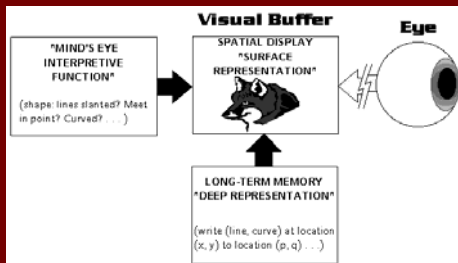 Visual Buffer
Eye
"MIND'S EYE
INTERPRETIVE
FUNCTION"
(shape: lines slanted? Meet
in point? Curved? . . . )
SPATIAL DISPLAY
"SURFACE
REPRESENTATION"
LONG-TERM MEMORY
"DEEP REPRESENTATION"
(write (line, curve) at location
(x, y) to location (p, q) . . .)